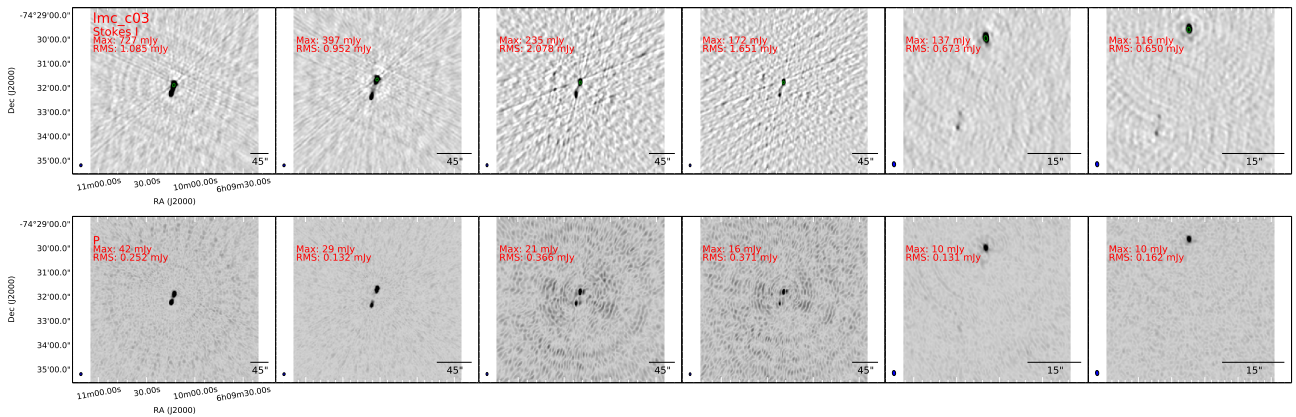 -74°29'00.0"
30'00.0"
31'00.0"
32'00.0"
33'00.0"
34'00.0"
35'00.0"
Dec (J2000)
lmc_c03
Stokes I
Max: 727 mJy
RMS: 1.085 mJy
45"
Max: 397 mJy
RMS: 0.952 mJy
45"
Max: 235 mJy
RMS: 2.078 mJy
45"
Max: 172 mJy
RMS: 1.651 mJy
45"
Max: 137 mJy
RMS: 0.673 mJy
15"
Max: 116 mJy
RMS: 0.650 mJy
15"
11m00.00s 30.00s 10m00.00s 6h09m30.00s
RA (J2000)
-74°29'00.0"
30'00.0"
31'00.0"
32'00.0"
33'00.0"
34'00.0"
35'00.0"
Dec (J2000)
P
Max: 42 mJy
RMS: 0.252 mJy
45"
Max: 29 mJy
RMS: 0.132 mJy
45"
Max: 21 mJy
RMS: 0.366 mJy
45"
Max: 16 mJy
RMS: 0.371 mJy
45"
Max: 10 mJy
RMS: 0.131 mJy
15"
Max: 10 mJy
RMS: 0.162 mJy
15"
11m00.00s 30.00s 10m00.00s 6h09m30.00s
RA (J2000)